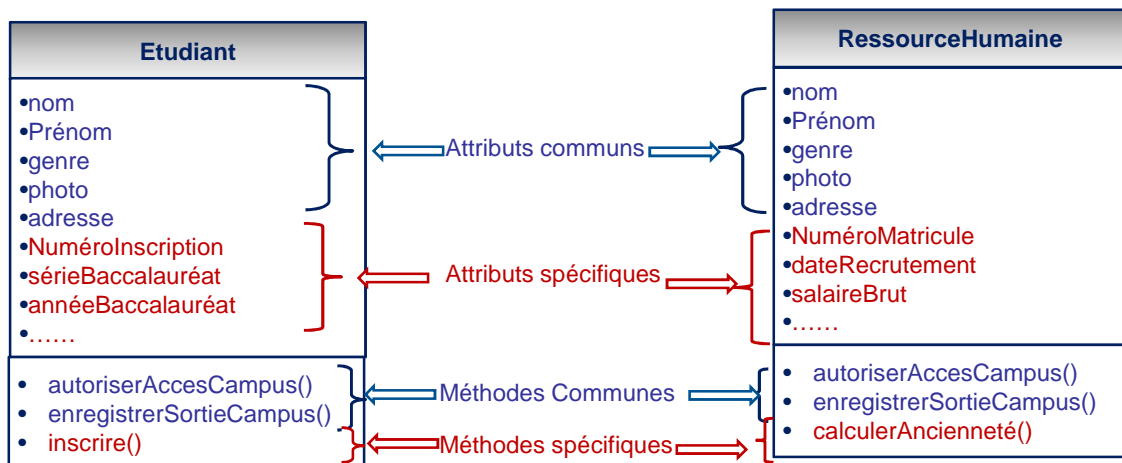 Etudiant
•nom
•Prénom
•genre
•photo
•adresse
•NuméroInscription
•sérieBaccalauréat
•annéeBaccalauréat
•……
• autoriserAccesCampus()
• enregistrerSortieCampus()
• inscrire()
Attributs communs
Attributs spécifiques
Méthodes Communes
Méthodes spécifiques
RessourceHumaine
•nom
•Prénom
•genre
•photo
•adresse
•NuméroMatricule
•dateRecrutement
•salaireBrut
•……
• autoriserAccesCampus()
• enregistrerSortieCampus()
• calculerAncienneté()